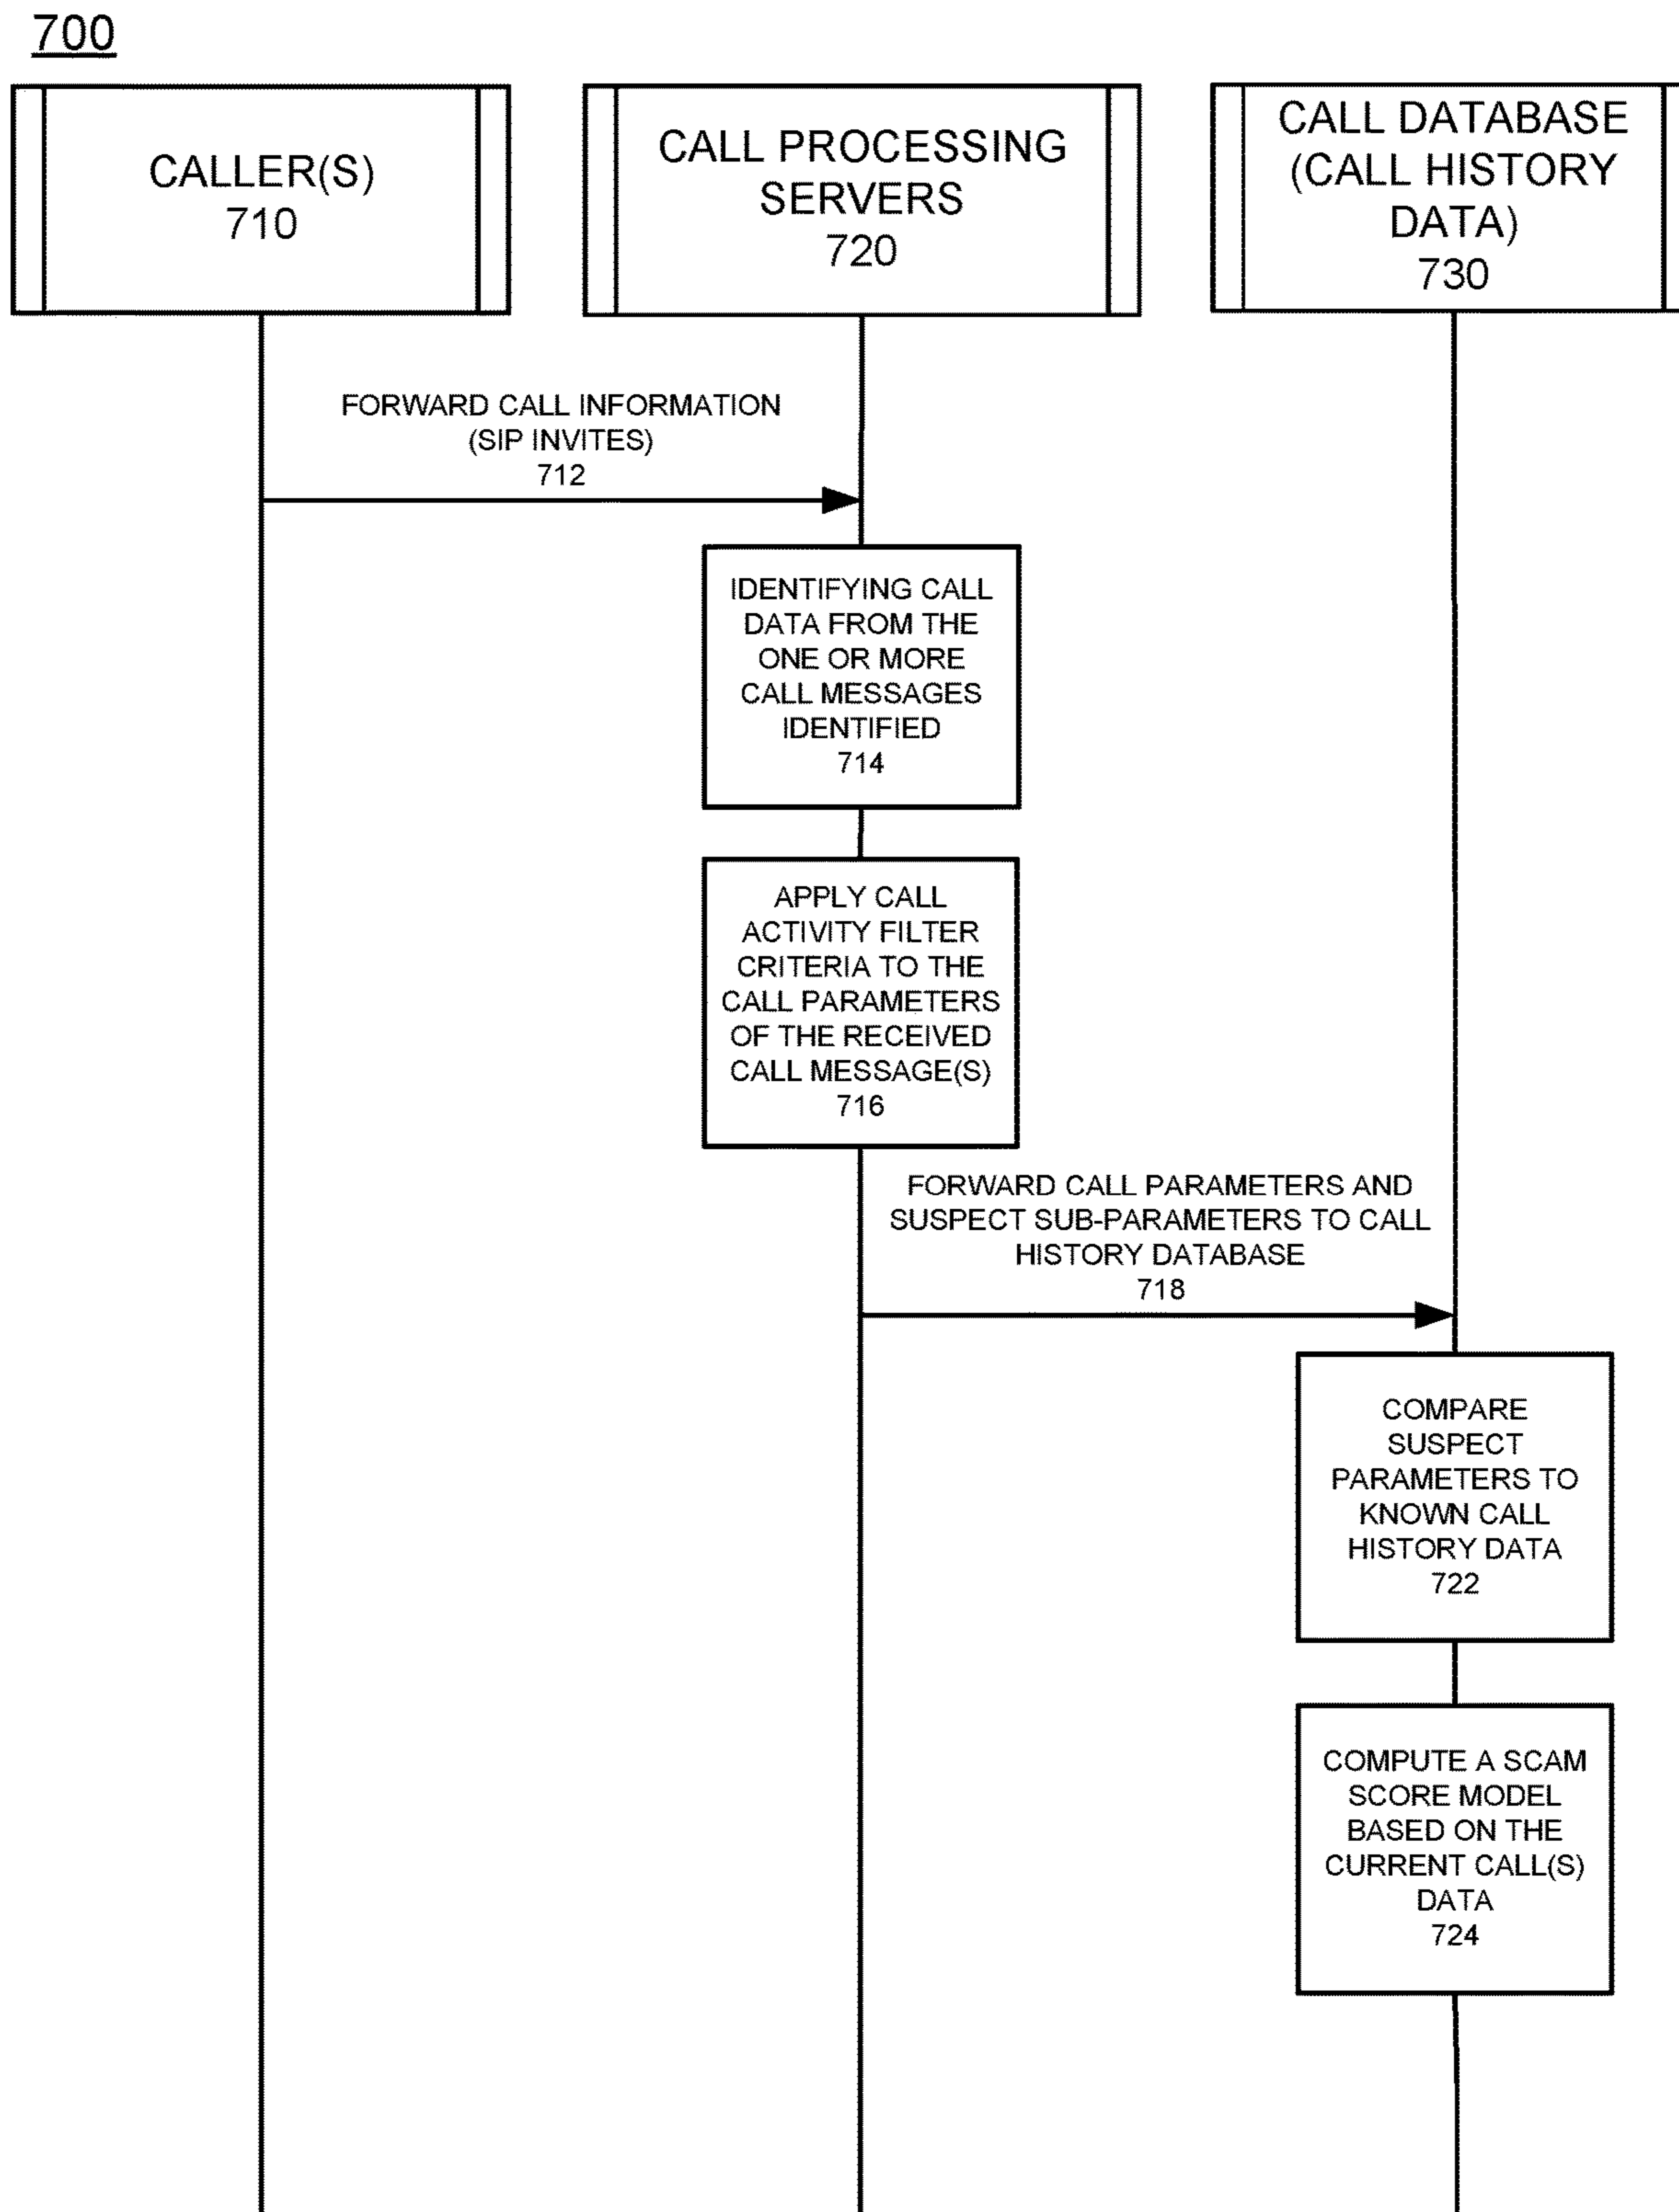 700
CALLER(S)
710
CALL PROCESSING
SERVERS
720
CALL DATABASE
(CALL HISTORY
DATA)
730
FORWARD CALL INFORMATION
(SIP INVITES)
712
IDENTIFYING CALL
DATA FROM THE
ONE OR MORE
CALL MESSAGES
IDENTIFIED
714
APPLY CALL
ACTIVITY FILTER
CRITERIA TO THE
CALL PARAMETERS
OF THE RECEIVED
CALL MESSAGE(S)
716
FORWARD CALL PARAMETERS AND
SUSPECT SUB-PARAMETERS TO CALL
HISTORY DATABASE
718
COMPARE
SUSPECT
PARAMETERS TO
KNOWN CALL
HISTORY DATA
722
COMPUTE A SCAM
SCORE MODEL
BASED ON THE
CURRENT CALL(S)
DATA
724